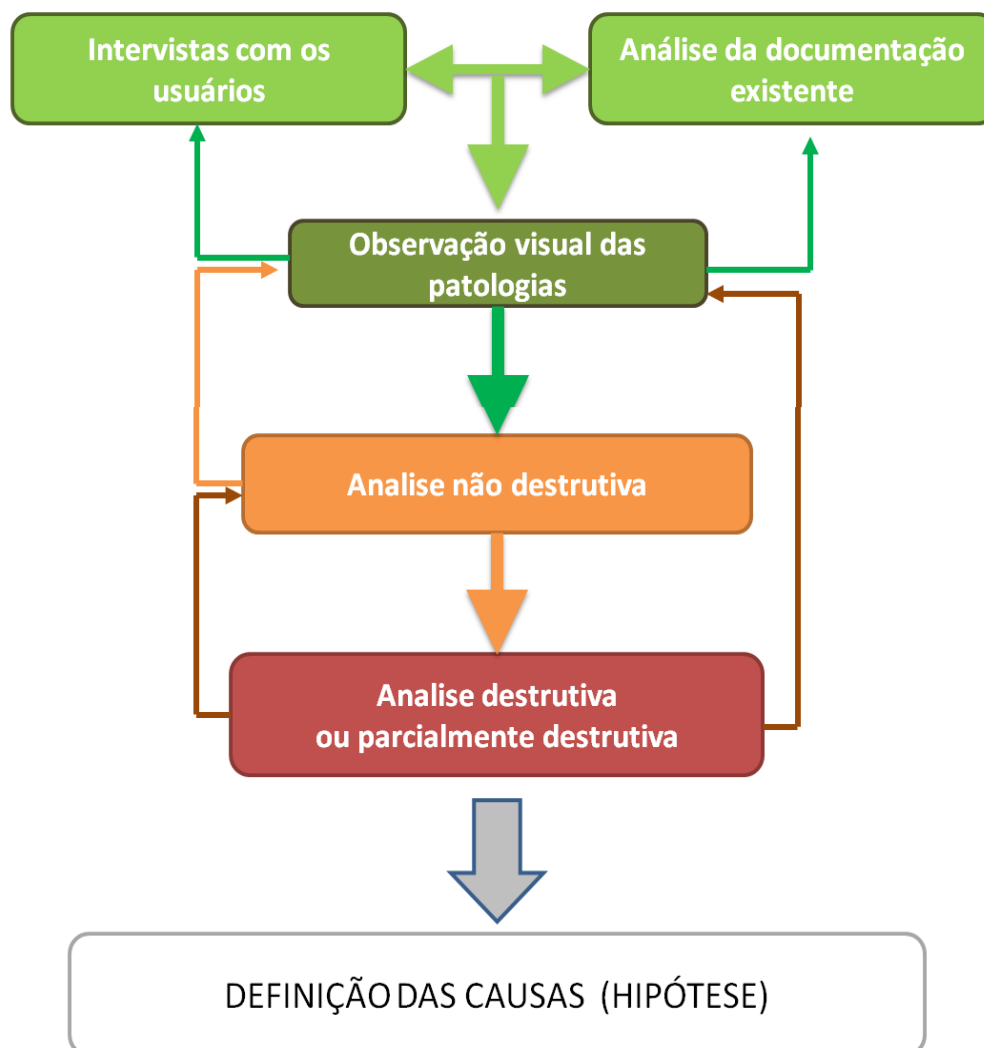 Intervistas com os
usuários
Análise da documentação
existente
Observação visual das
patologias
Analise não destrutiva
Analise destrutiva
ou parcialmente destrutiva
DEFINIÇÃO DAS CAUSAS (HIPÓTESE)